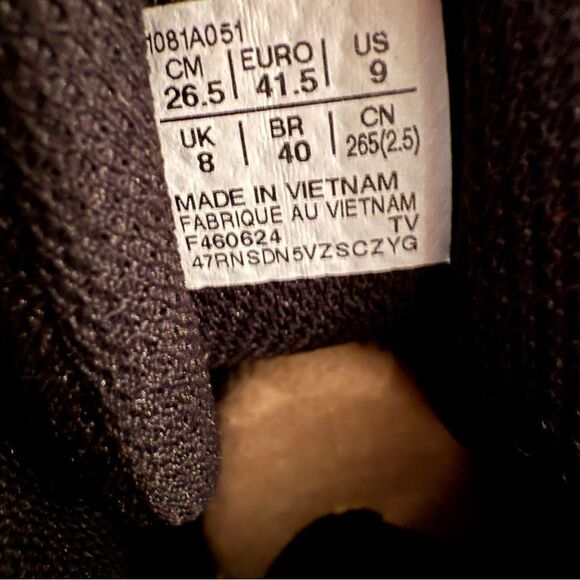 1081A051
CM | EURO | US
26.5 | 41.5 | 9
UK | BR | CN
8 | 40 | 265(2.5)
MADE IN VIETNAM
FABRIQUE AU VIETNAM
F460624 TV
47RNSDN5VZSCZYG